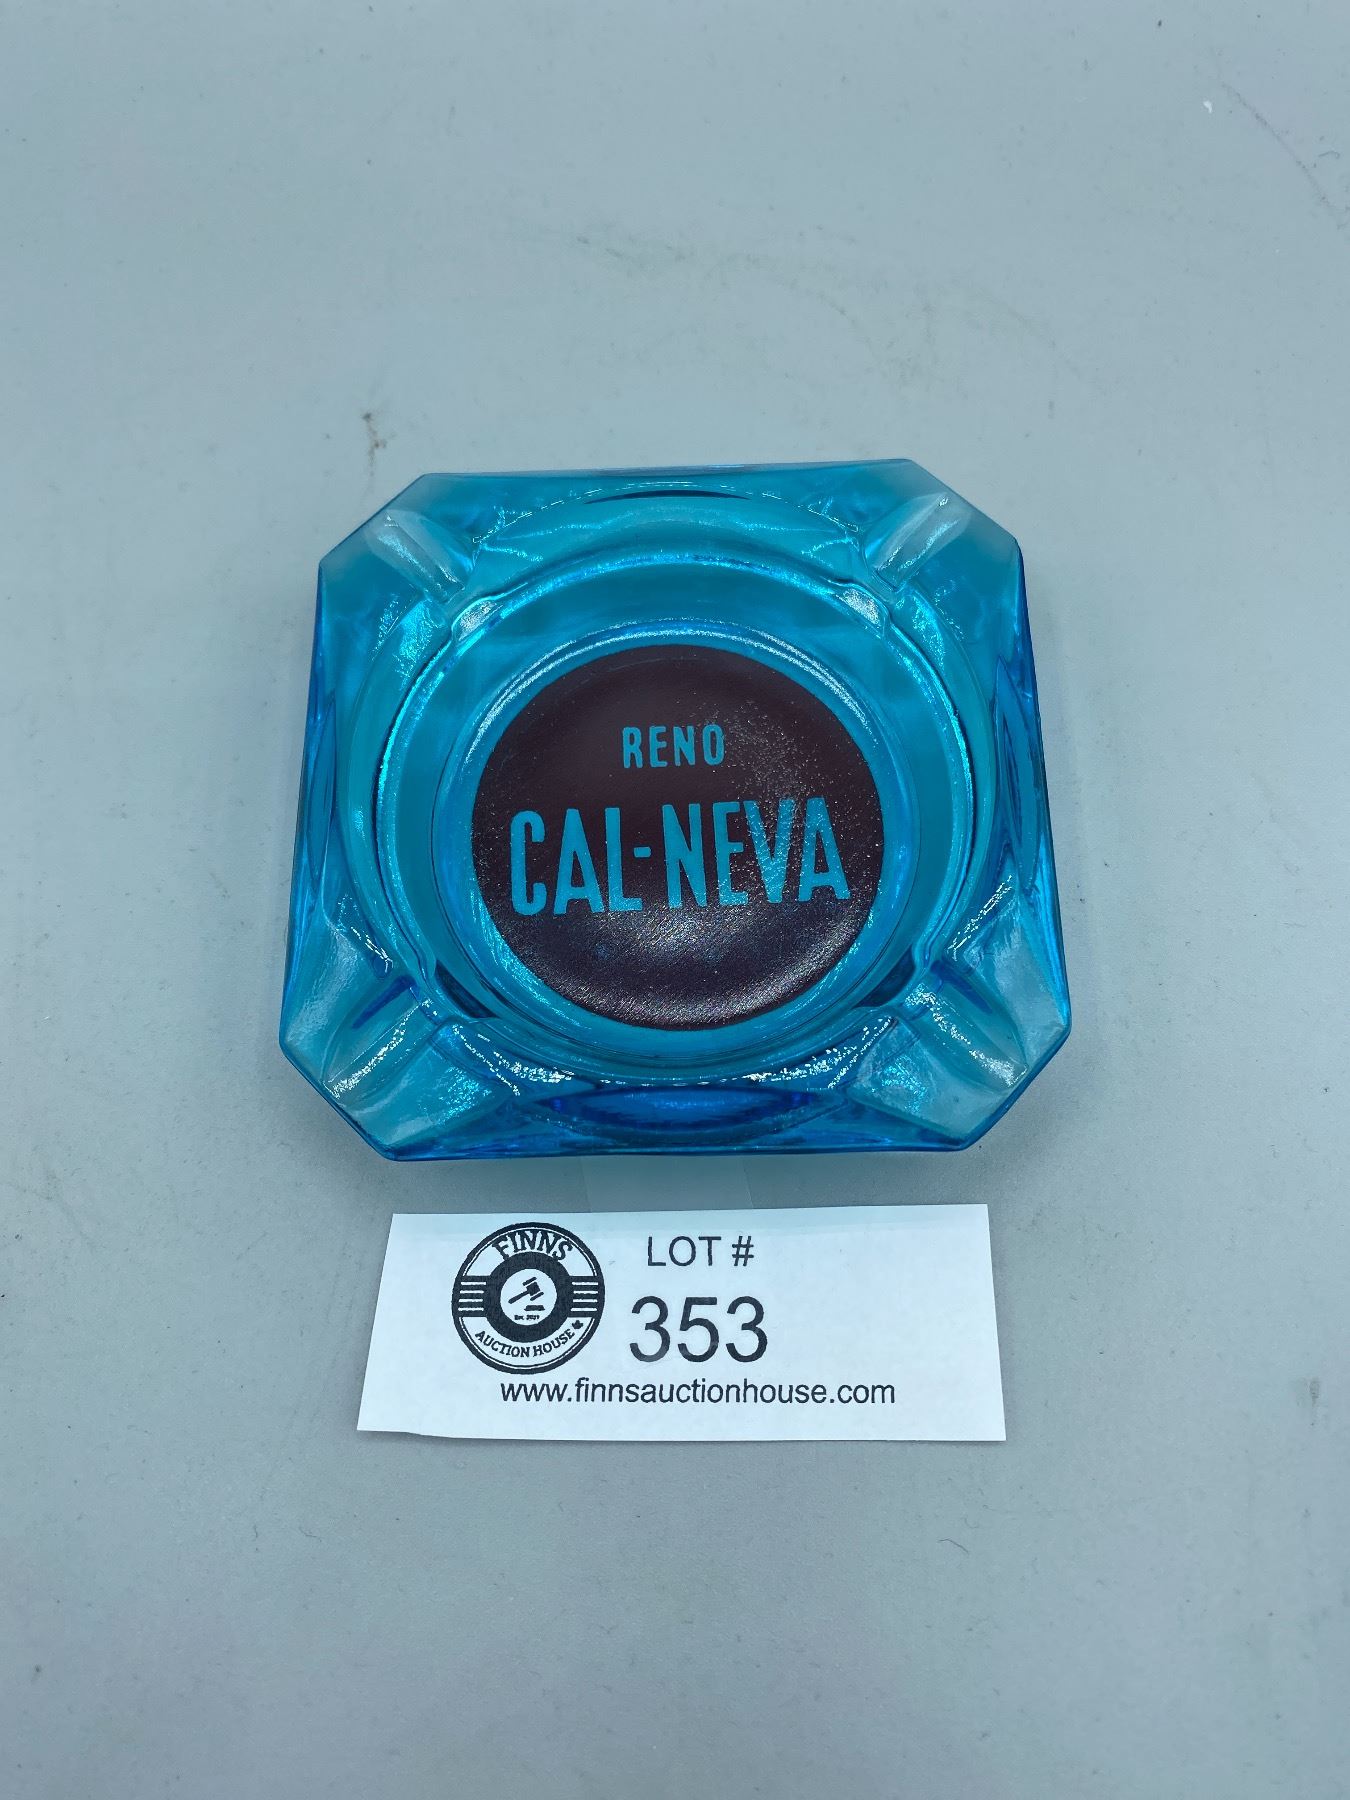 RENO
CAL-NEVA
FINNS
AUCTION HOUSE
LOT #
353
www.finnsauctionhouse.com